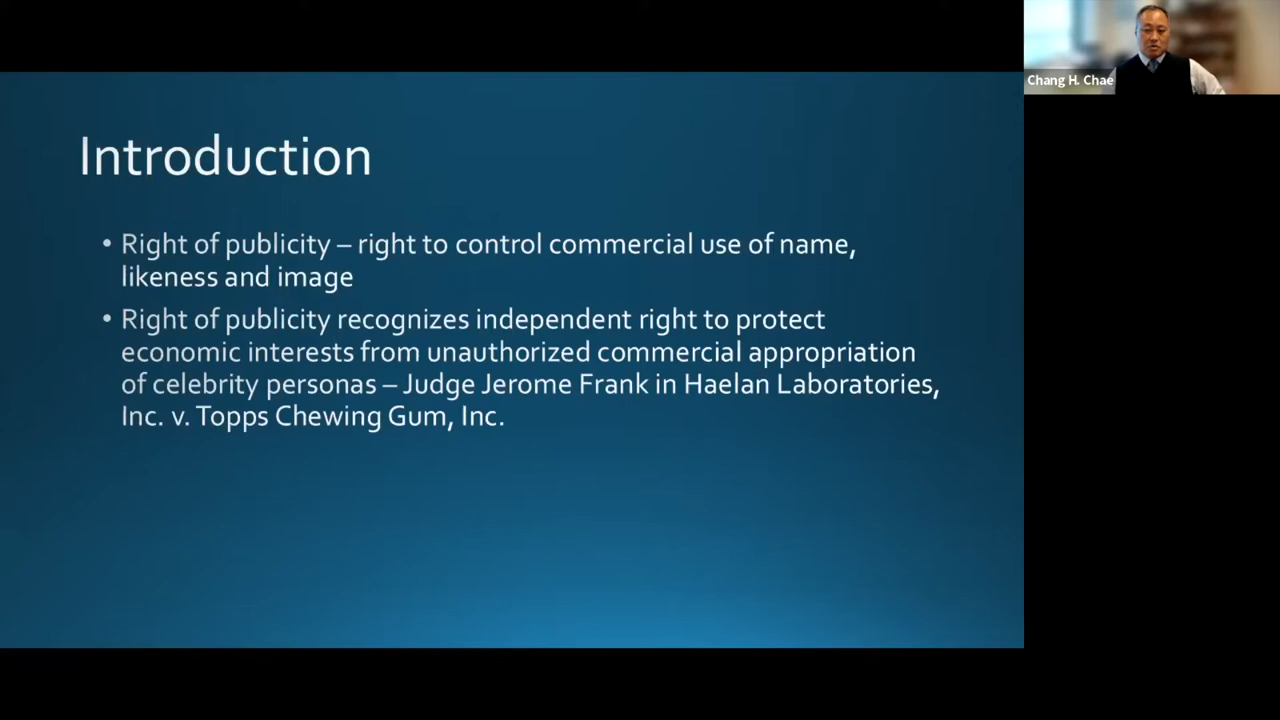 Chang H. Chae
Introduction
• Right of publicity – right to control commercial use of name,
likeness and image
• Right of publicity recognizes independent right to protect
economic interests from unauthorized commercial appropriation
of celebrity personas – Judge Jerome Frank in Haelan Laboratories,
Inc. v. Topps Chewing Gum, Inc.